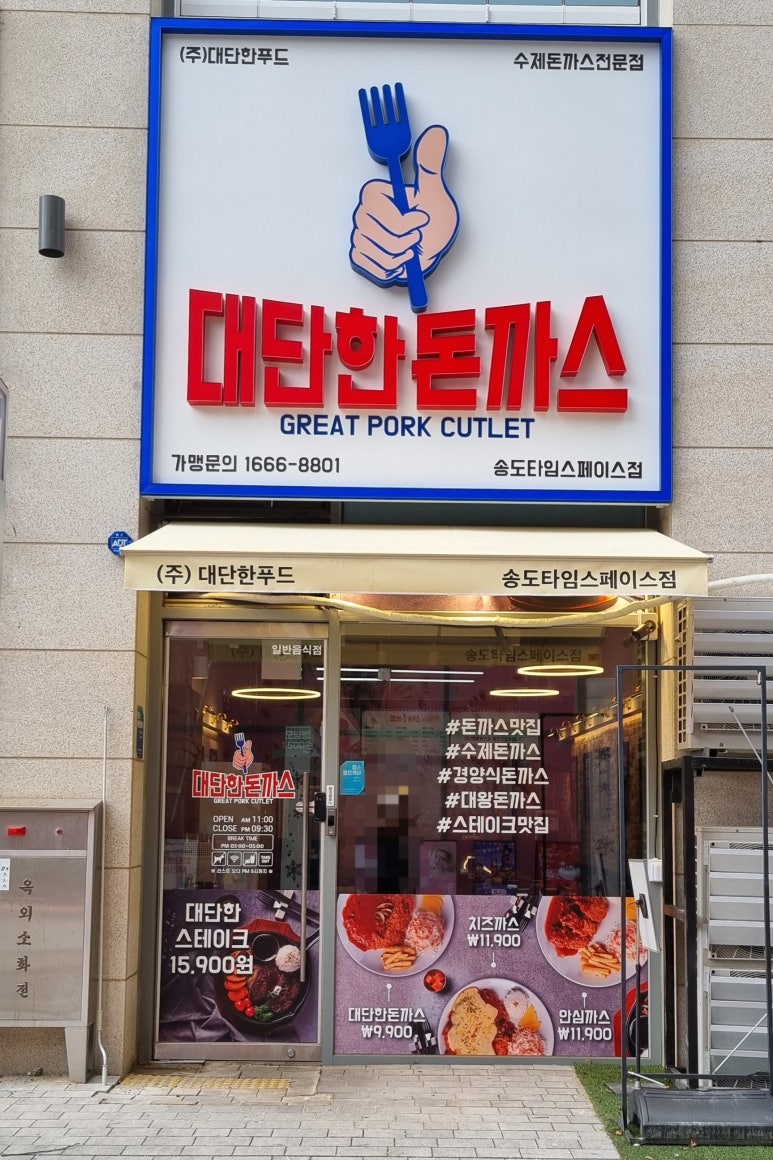 (주)대단한푸드
수제돈까스전문점
대단한돈까스
GREAT PORK CUTLET
가맹문의 1666-8801
송도타임스페이스점
ADT
(주) 대단한푸드
송도타임스페이스점
일반음식점
송도타임스페이스점
대단한돈까스
GREAT PORK CUTLET
OPEN AM 11:00
CLOSE PM 09:30
BREAK TIME
PM 03:00~05:00
#돈까스맛집
#수제돈까스
#경양식돈까스
#대왕돈까스
#스테이크맛집
대단한
스테이크
15,900원
치즈까스
₩11,900
대단한돈까스
₩9,900
안심까스
₩11,900
옥외소화전